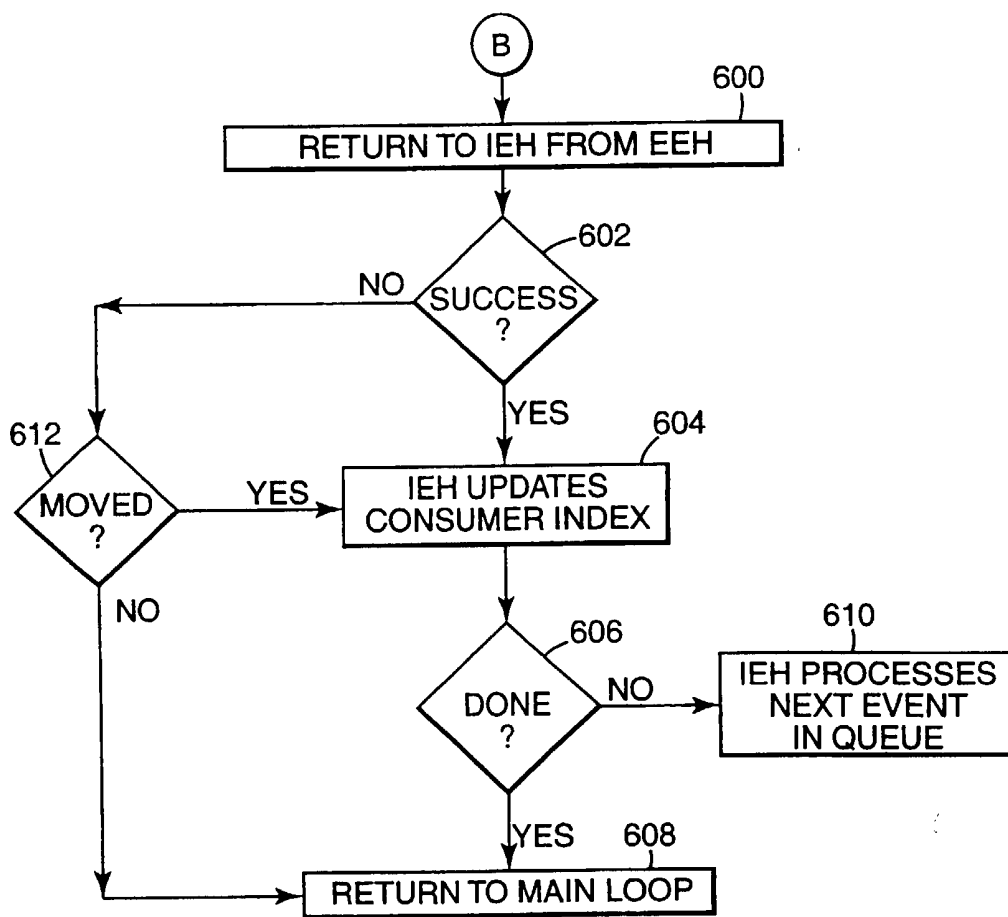 B
600
RETURN TO IEH FROM EEH
602
NO
SUCCESS
?
YES
612
604
MOVED
?
YES
IEH UPDATES
CONSUMER INDEX
NO
606
610
DONE
?
NO
IEH PROCESSES
NEXT EVENT
IN QUEUE
YES
608
RETURN TO MAIN LOOP